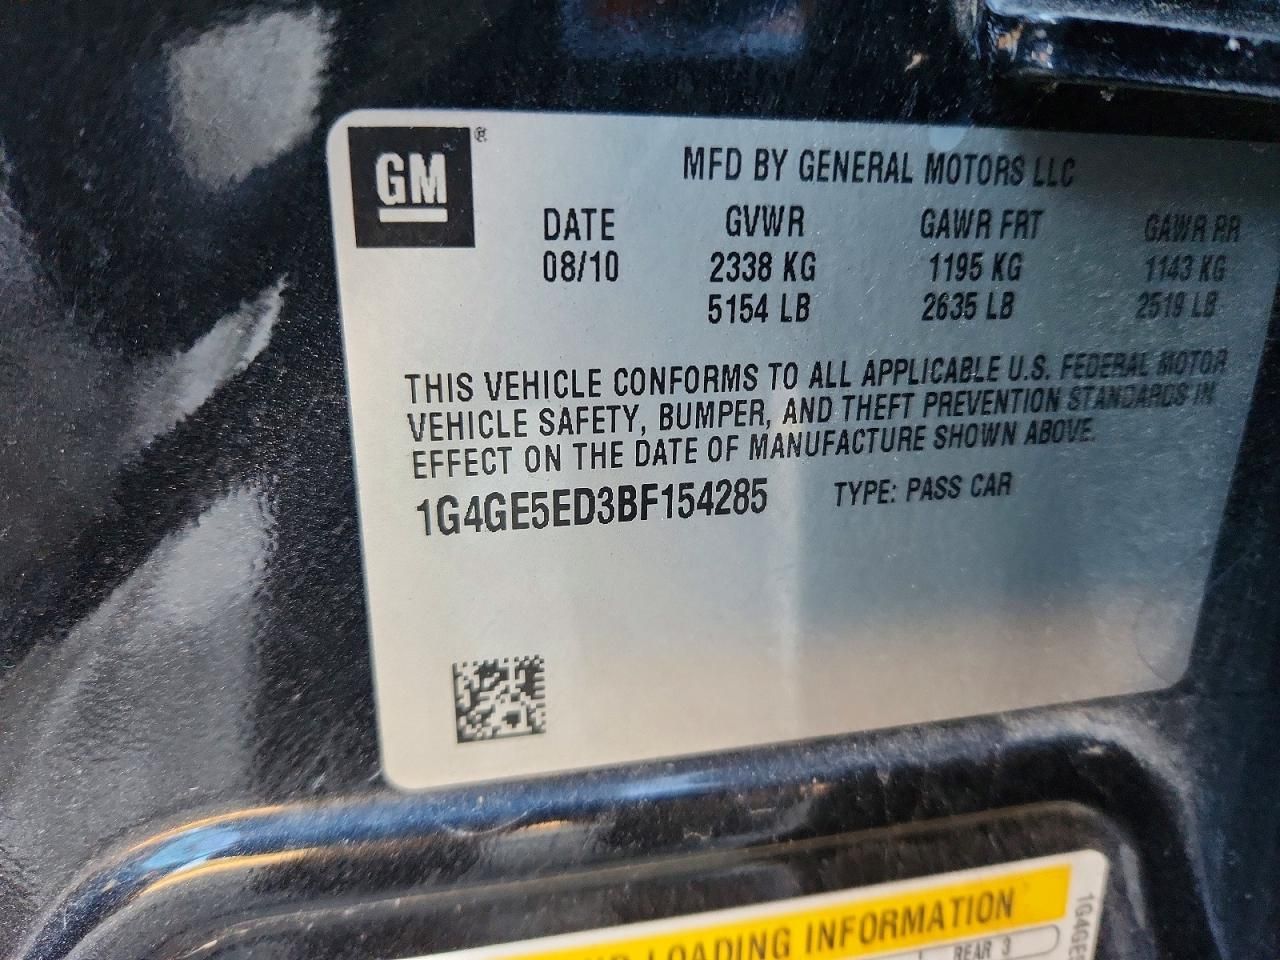 GM®
MFD BY GENERAL MOTORS LLC
DATE GVWR GAWR FRT GAWR RR
08/10 2338 KG 1195 KG 1143 KG
5154 LB 2635 LB 2519 LB
THIS VEHICLE CONFORMS TO ALL APPLICABLE U.S. FEDERAL MOTOR
VEHICLE SAFETY, BUMPER, AND THEFT PREVENTION STANDARDS IN
EFFECT ON THE DATE OF MANUFACTURE SHOWN ABOVE.
1G4GE5ED3BF154285 TYPE: PASS CAR
LOADING INFORMATION
REAR 3